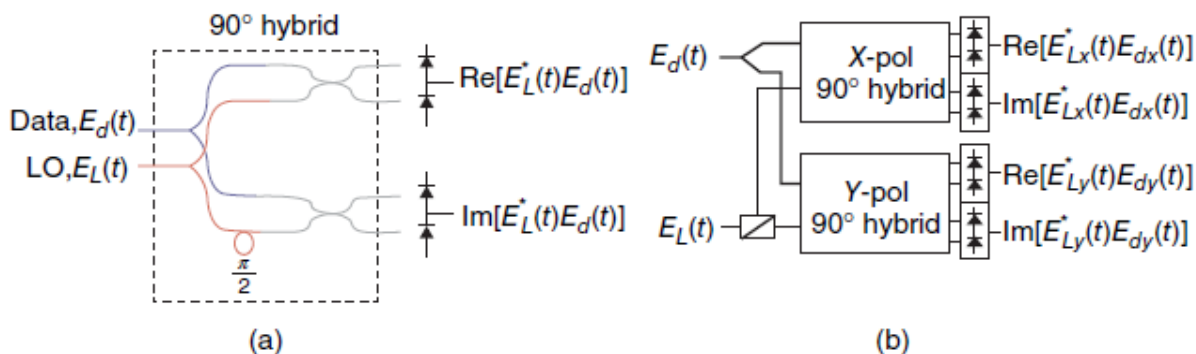 90° hybrid
Data,E_d(t)
LO,E_L(t)
π/2
Re[E*_L(t)E_d(t)]
Im[E*_L(t)E_d(t)]
(a)
E_d(t)
E_L(t)
X-pol
90° hybrid
Y-pol
90° hybrid
Re[E*_Lx(t)E_dx(t)]
Im[E*_Lx(t)E_dx(t)]
Re[E*_Ly(t)E_dy(t)]
Im[E*_Ly(t)E_dy(t)]
(b)